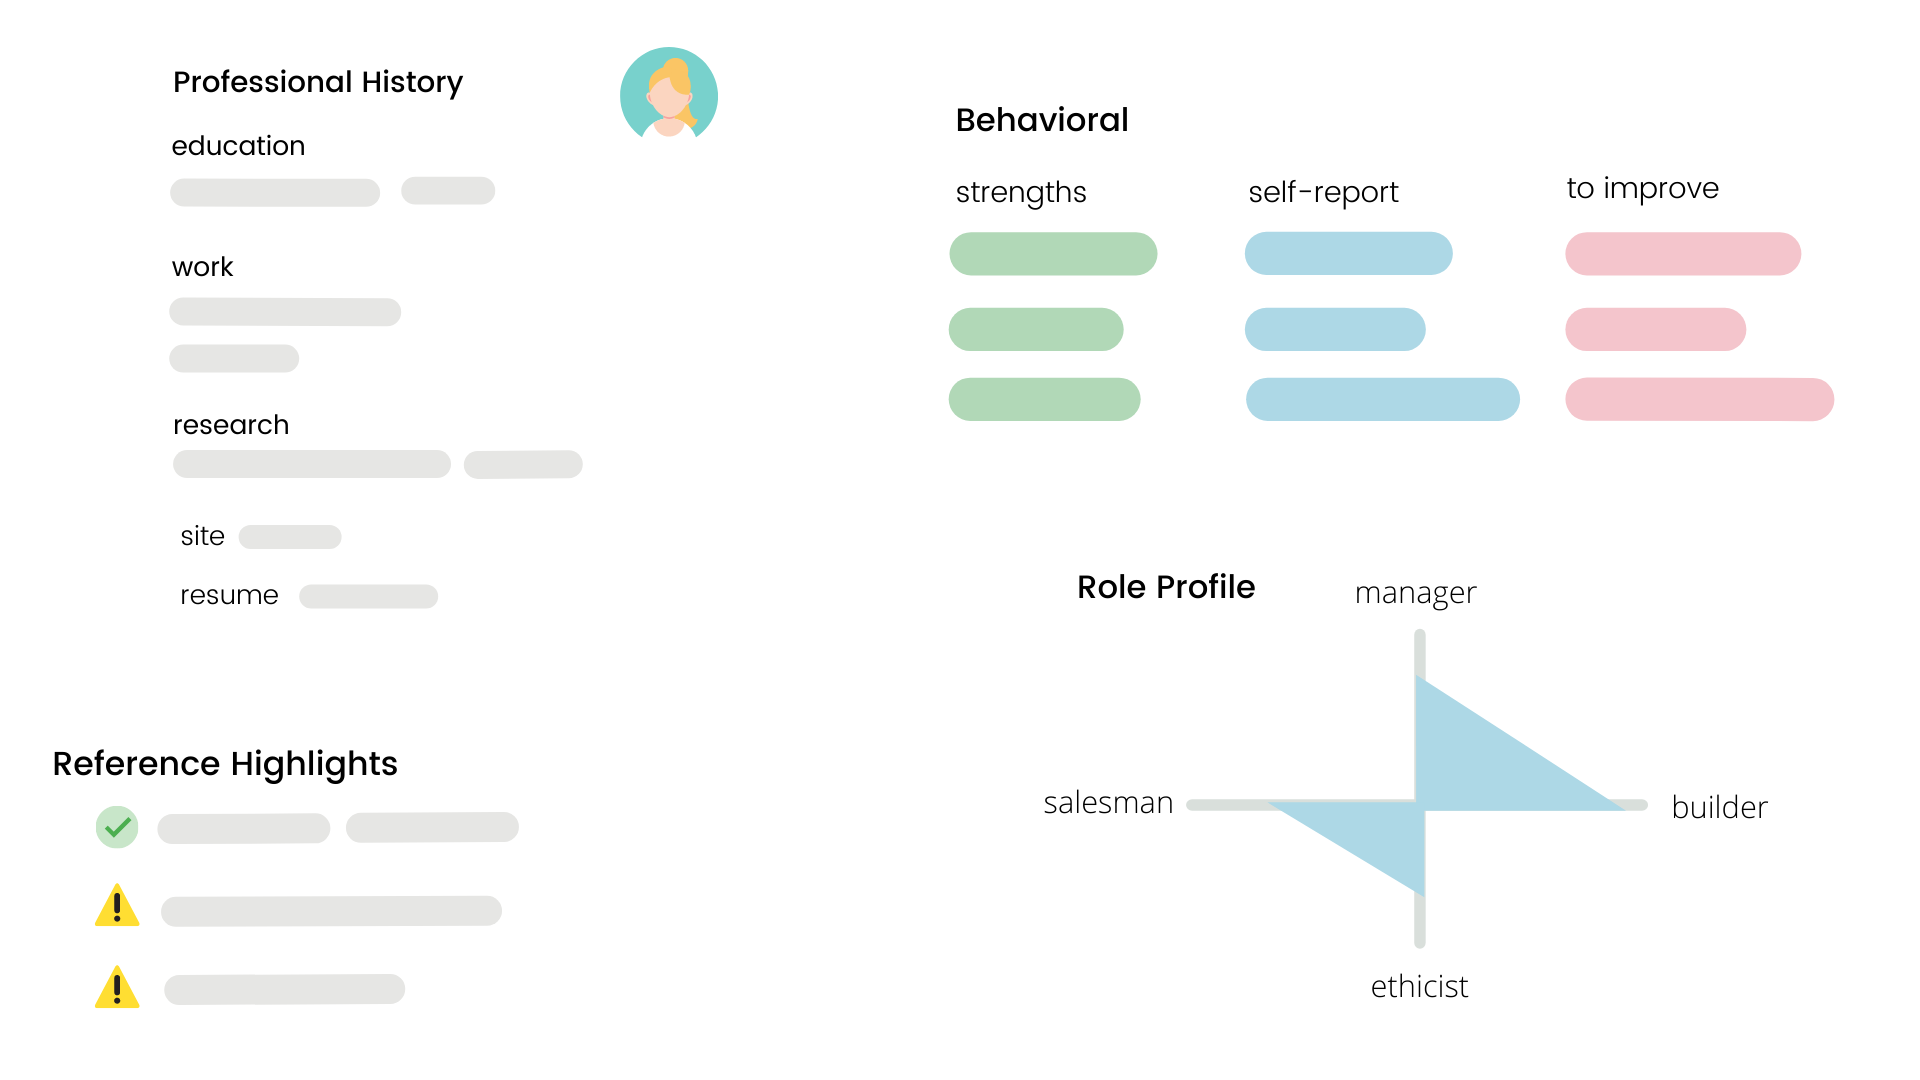 Professional History
education
work
research
site
resume
Reference Highlights
Behavioral
strengths
self-report
to improve
Role Profile
manager
salesman
builder
ethicist